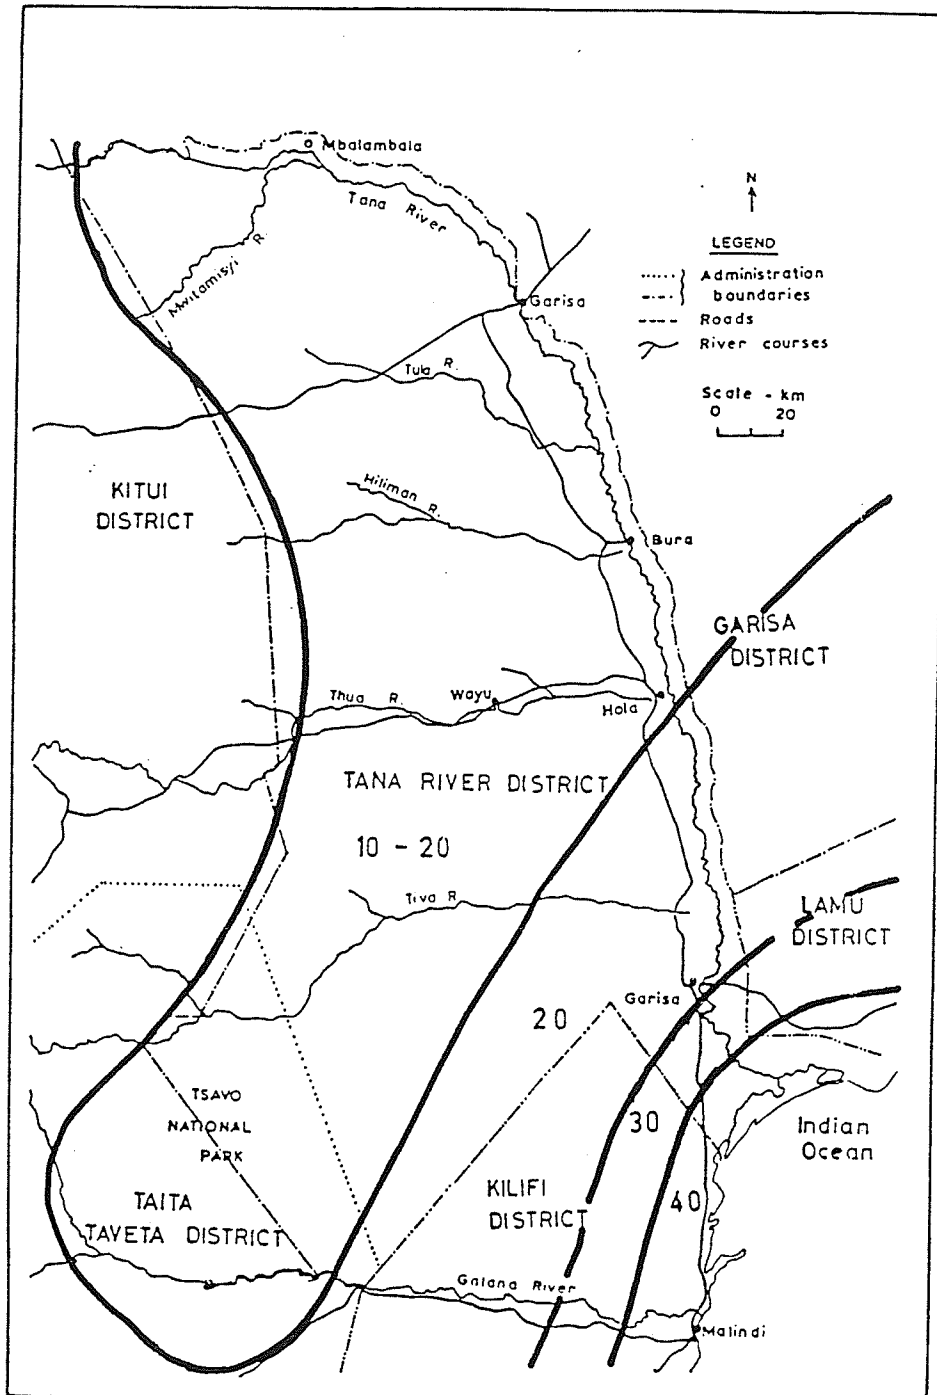 Mbalambala
Tana River
N
LEGEND
Administration
boundaries
Roads
River courses
Scale - km
0 20
Mwitamisyi R.
Garisa
Tula R.
KITUI
DISTRICT
Hiliman R.
Bura
GARISA
DISTRICT
Thua R.
Wayu
Hola
TANA RIVER DISTRICT
10 - 20
Tiva R
LAMU
DISTRICT
Garisa
20
TSAVO
NATIONAL
PARK
30
Indian
Ocean
TAITA
TAVETA DISTRICT
KILIFI
DISTRICT
40
Galana River
Malindi